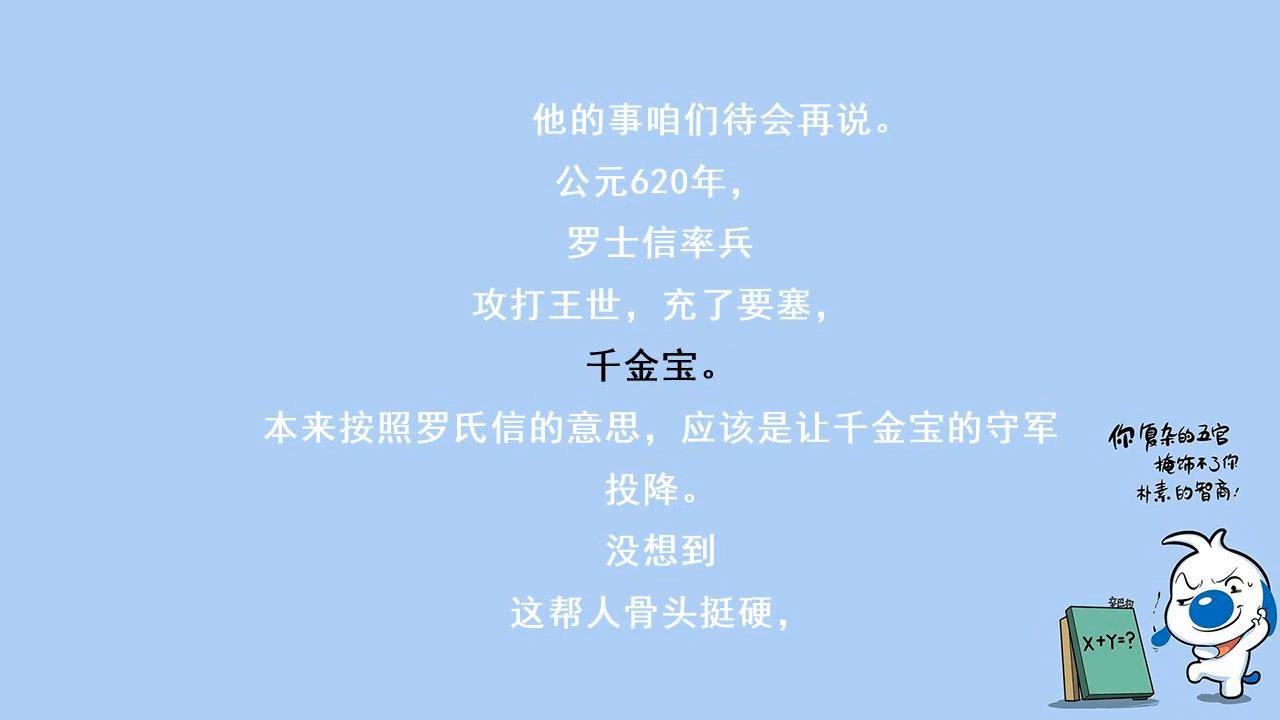 他的事咱们待会再说。
公元620年，
罗士信率兵
攻打王世，充了要塞，
千金宝。
本来按照罗氏信的意思，应该是让千金宝的守军
投降。
没想到
这帮人骨头挺硬，
你复杂的五官
掩饰不了你
朴素的智商！
X+Y=?